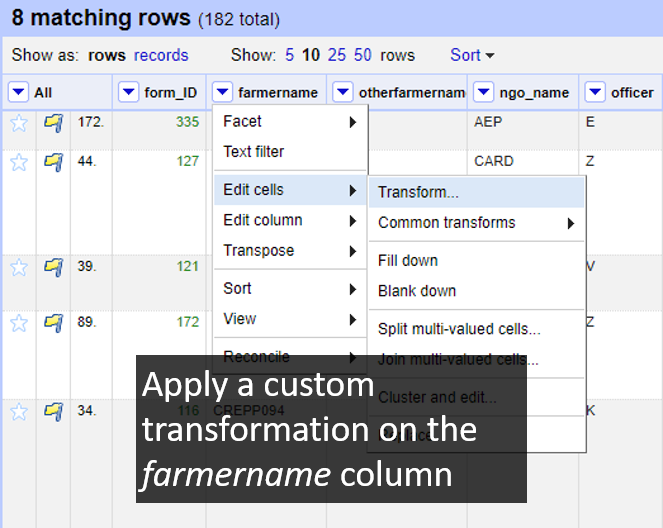 8 matching rows (182 total)
Show as: rows records Show: 5 10 25 50 rows Sort
All form_ID farmername otherfarmername ngo_name officer
172. 335 AEP E
44. 127 CARD Z
39. 121 V
89. 172 Z
34. 116 CREPP094 K
Facet
Text filter
Edit cells
Edit column
Transpose
Sort
View
Reconcile
Transform...
Common transforms
Fill down
Blank down
Split multi-valued cells...
Join multi-valued cells...
Cluster and edit...
Replace
Apply a custom
transformation on the
farmername column